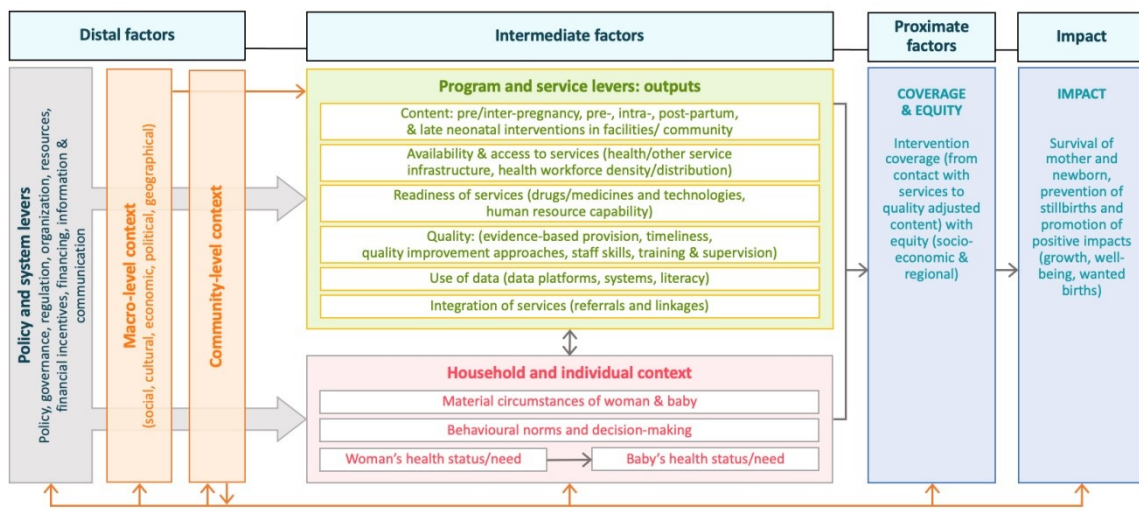 Distal factors
Intermediate factors
Proximate
factors
Impact
Policy and system levers
Policy, governance, regulation, organization, resources,
financial incentives, financing, information &
communication
Macro-level context
(social, cultural, economic, political, geographical)
Community-level context
Program and service levers: outputs
Content: pre/inter-pregnancy, pre-, intra-, post-partum,
& late neonatal interventions in facilities/ community
Availability & access to services (health/other service
infrastructure, health workforce density/distribution)
Readiness of services (drugs/medicines and technologies,
human resource capability)
Quality: (evidence-based provision, timeliness,
quality improvement approaches, staff skills, training & supervision)
Use of data (data platforms, systems, literacy)
Integration of services (referrals and linkages)
Household and individual context
Material circumstances of woman & baby
Behavioural norms and decision-making
Woman's health status/need
Baby's health status/need
COVERAGE
& EQUITY
Intervention
coverage (from
contact with
services to
quality adjusted
content) with
equity (socio-
economic &
regional)
IMPACT
Survival of
mother and
newborn,
prevention of
stillbirths and
promotion of
positive impacts
(growth, well-
being, wanted
births)